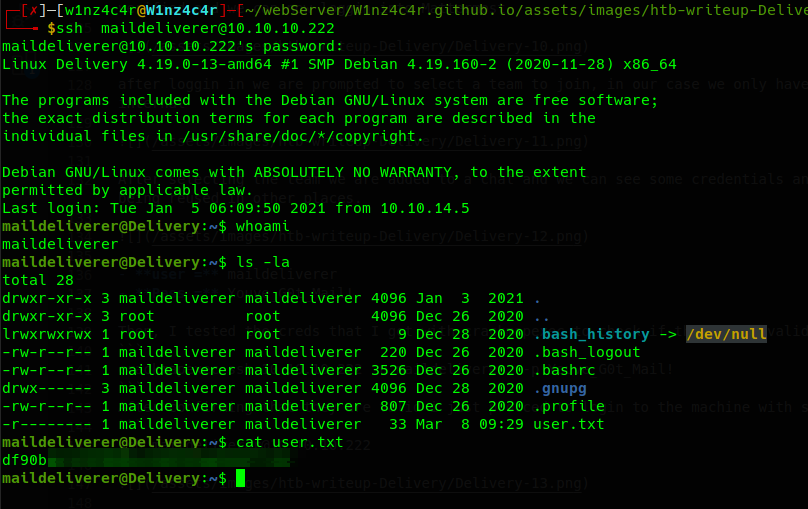 ┌─[✗]─[w1nz4c4r@W1nz4c4r]-[~/webServer/W1nz4c4r.github.io/assets/images/htb-writeup-Deliv
└──╼ $ssh  maildeliverer@10.10.10.222
maildeliverer@10.10.10.222's password:
Linux Delivery 4.19.0-13-amd64 #1 SMP Debian 4.19.160-2 (2020-11-28) x86_64
The programs included with the Debian GNU/Linux system are free software;
the exact distribution terms for each program are described in the
individual files in /usr/share/doc/*/copyright.
Debian GNU/Linux comes with ABSOLUTELY NO WARRANTY, to the extent
permitted by applicable law.
Last login: Tue Jan  5 06:09:50 2021 from 10.10.14.5
maildeliverer@Delivery:~$ whoami
maildeliverer
maildeliverer@Delivery:~$ ls -la
total 28
drwxr-xr-x 3 maildeliverer maildeliverer 4096 Jan  3  2021 .
drwxr-xr-x 3 root          root          4096 Dec 26  2020 ..
lrwxrwxrwx 1 root          root             9 Dec 28  2020 .bash_history -> /dev/null
-rw-r--r-- 1 maildeliverer maildeliverer  220 Dec 26  2020 .bash_logout
-rw-r--r-- 1 maildeliverer maildeliverer 3526 Dec 26  2020 .bashrc
drwx------ 3 maildeliverer maildeliverer 4096 Dec 28  2020 .gnupg
-rw-r--r-- 1 maildeliverer maildeliverer  807 Dec 26  2020 .profile
-r-------- 1 maildeliverer maildeliverer   33 Mar  8 09:29 user.txt
maildeliverer@Delivery:~$ cat user.txt
df90b
maildeliverer@Delivery:~$